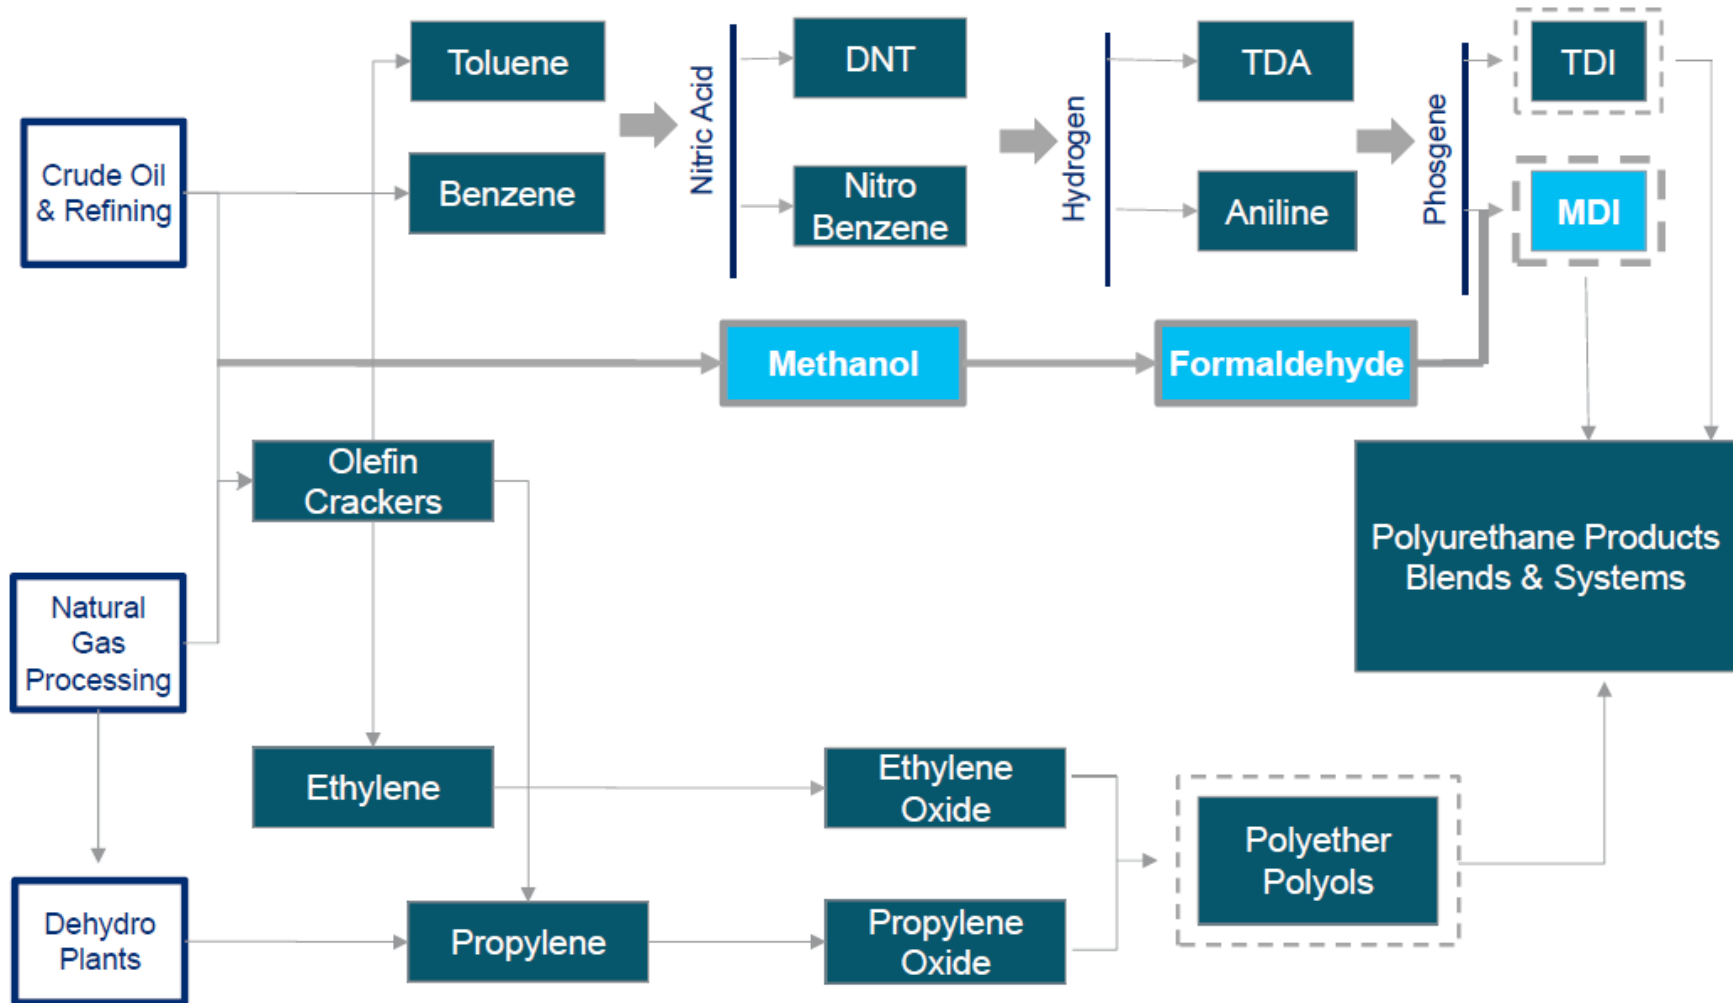 Toluene
Nitric Acid
DNT
Hydrogen
TDA
Phosgene
TDI
Crude Oil
& Refining
Benzene
Nitro
Benzene
Aniline
MDI
Methanol
Formaldehyde
Olefin
Crackers
Polyurethane Products
Blends & Systems
Natural
Gas
Processing
Ethylene
Ethylene
Oxide
Polyether
Polyols
Dehydro
Plants
Propylene
Propylene
Oxide